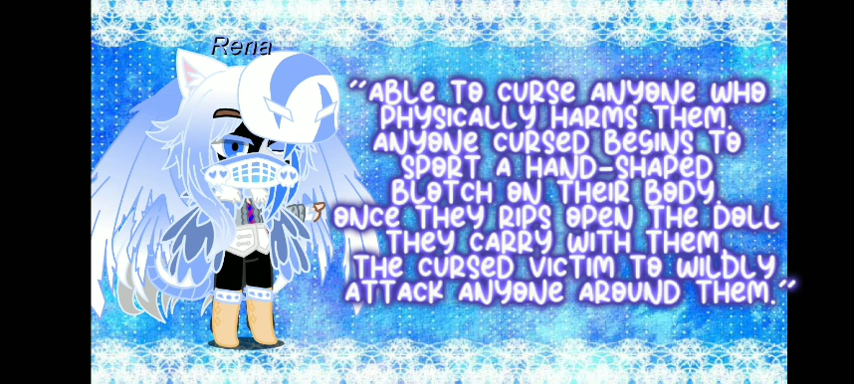 Rena
"ABLE TO CURSE ANYONE WHO
PHYSICALLY HARMS THEM.
ANYONE CURSED BEGINS TO
SPORT A HAND-SHAPED
BLOTCH ON THEIR BODY.
ONCE THEY RIPS OPEN THE DOLL
THEY CARRY WITH THEM.
THE CURSED VICTIM TO WILDLY
ATTACK ANYONE AROUND THEM."